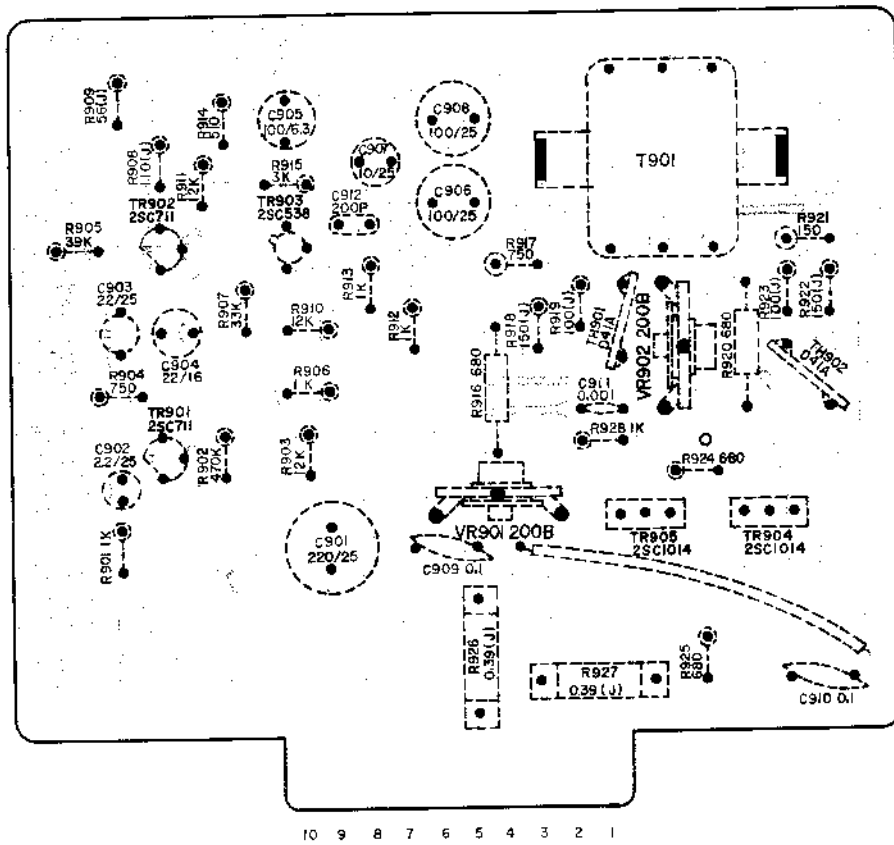 R909
56(J)
R914
510
C905
100/6.3
C908
100/25
T901
R908
110(J)
R911
12K
R915
3K
C907
10/25
C906
100/25
TR902
2SC711
TR903
2SC538
C912
200P
R905
39K
R921
150
R917
750
R913
1K
C903
22/25
C904
22/16
R907
33K
R910
12K
R912
1K
R918
150(J)
R919
100(J)
TH901
D41A
VR902 200B
R920 680
R923
100(J)
R922
150(J)
TH902
D41A
R904
750
R906
1K
R916 680
C911
0.001
R928 1K
TR901
2SC711
C902
2.2/25
R902
470K
R903
12K
R924 680
VR901 200B
TR905
2SC1014
TR904
2SC1014
R901 1K
C901
220/25
C909 0.1
R926
0.39(J)
R927
0.39(J)
R925
680
C910 0.1
10 9 8 7 6 5 4 3 2 1